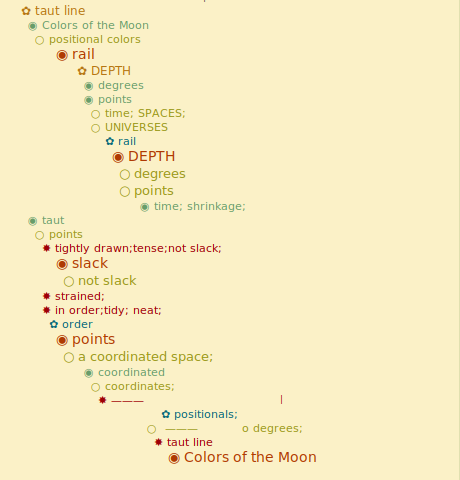 taut line
Colors of the Moon
positional colors
rail
DEPTH
degrees
points
time; SPACES;
UNIVERSES
rail
DEPTH
degrees
points
time; shrinkage;
taut
points
tightly drawn;tense;not slack;
slack
not slack
strained;
in order;tidy; neat;
order
points
a coordinated space;
coordinated
coordinates;
——— l
positionals;
——— o degrees;
taut line
Colors of the Moon